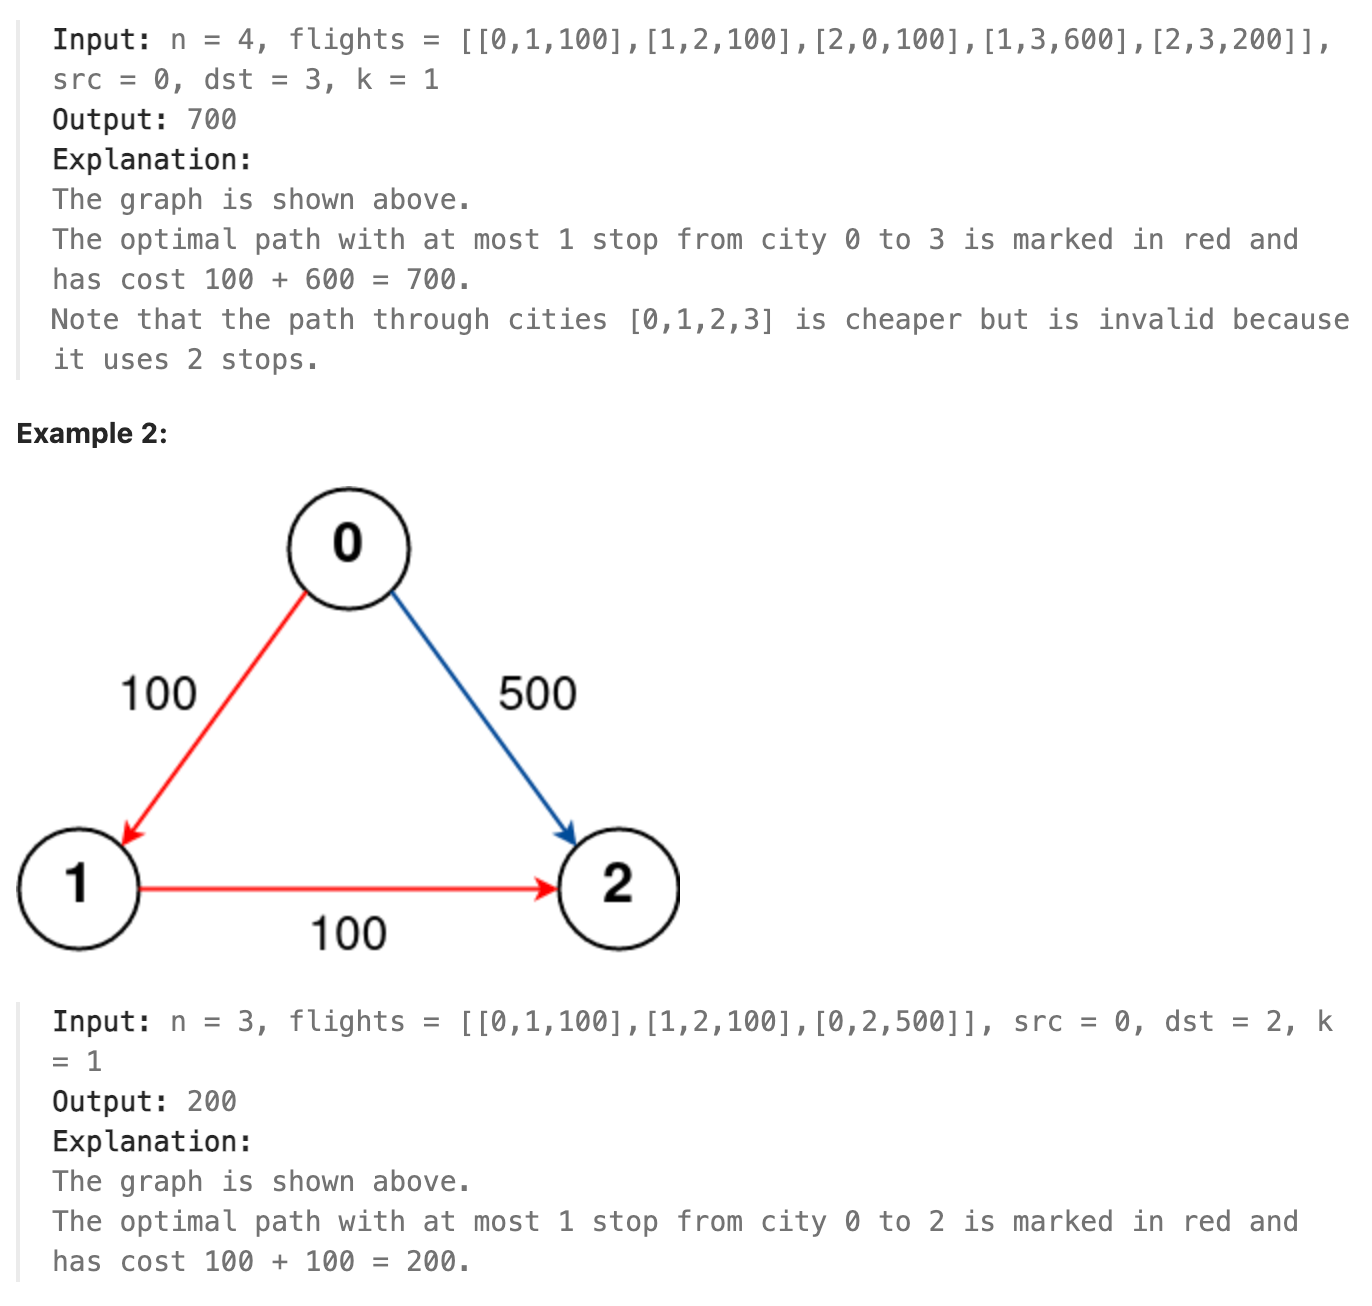 Input: n = 4, flights = [[0,1,100],[1,2,100],[2,0,100],[1,3,600],[2,3,200]],
src = 0, dst = 3, k = 1
Output: 700
Explanation:
The graph is shown above.
The optimal path with at most 1 stop from city 0 to 3 is marked in red and
has cost 100 + 600 = 700.
Note that the path through cities [0,1,2,3] is cheaper but is invalid because
it uses 2 stops.
Example 2:
0
100
500
1
2
100
Input: n = 3, flights = [[0,1,100],[1,2,100],[0,2,500]], src = 0, dst = 2, k
= 1
Output: 200
Explanation:
The graph is shown above.
The optimal path with at most 1 stop from city 0 to 2 is marked in red and
has cost 100 + 100 = 200.